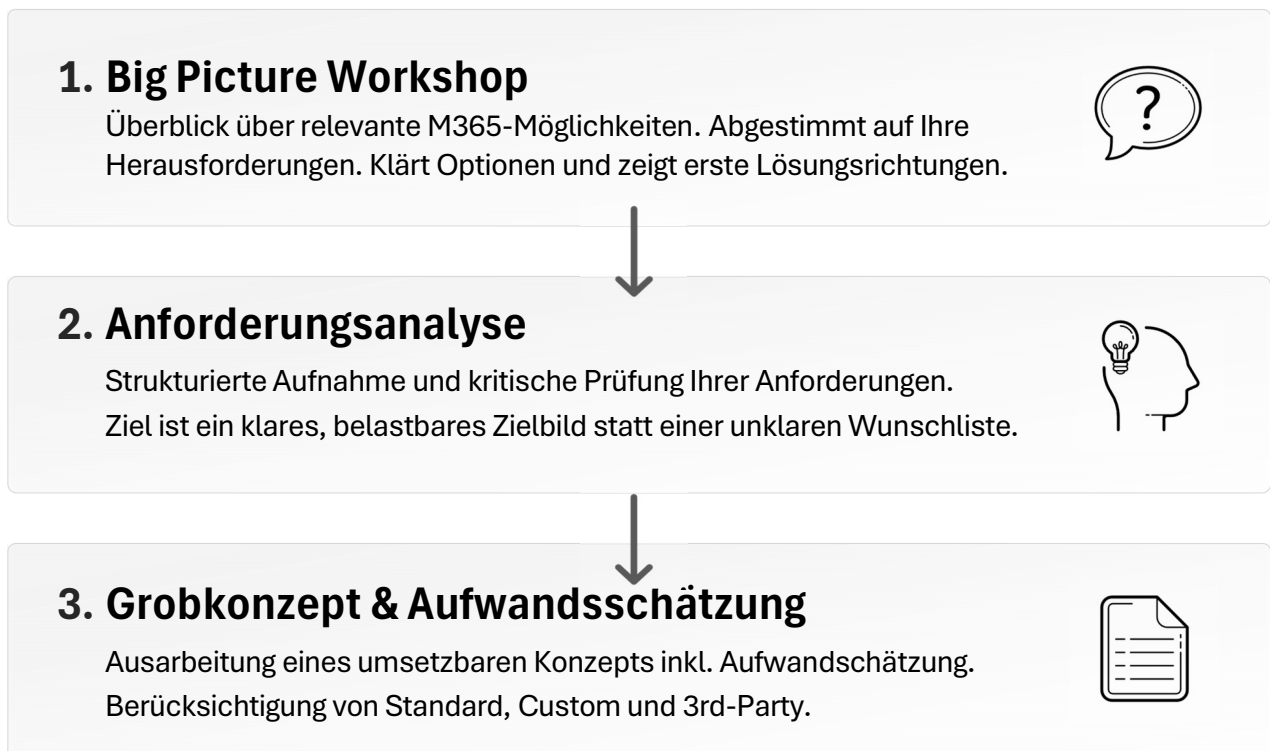 1. Big Picture Workshop
Überblick über relevante M365-Möglichkeiten. Abgestimmt auf Ihre
Herausforderungen. Klärt Optionen und zeigt erste Lösungsrichtungen.
?
2. Anforderungsanalyse
Strukturierte Aufnahme und kritische Prüfung Ihrer Anforderungen.
Ziel ist ein klares, belastbares Zielbild statt einer unklaren Wunschliste.
3. Grobkonzept & Aufwandsschätzung
Ausarbeitung eines umsetzbaren Konzepts inkl. Aufwandschätzung.
Berücksichtigung von Standard, Custom und 3rd-Party.